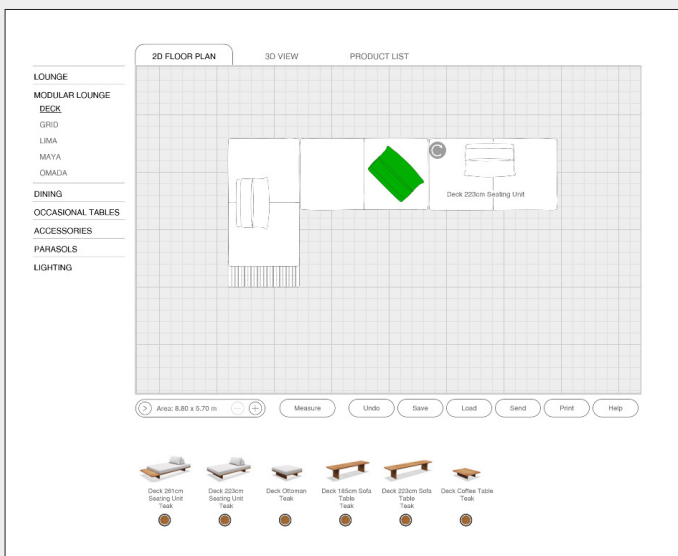 2D FLOOR PLAN
3D VIEW
PRODUCT LIST
LOUNGE
MODULAR LOUNGE
DECK
GRID
LIMA
MAYA
OMADA
DINING
OCCASIONAL TABLES
ACCESSORIES
PARASOLS
LIGHTING
Deck 223cm Seating Unit
Area: 8.80 x 5.70 m
Measure
Undo
Save
Load
Send
Print
Help
Deck 261cm
Seating Unit
Teak
Deck 223cm
Seating Unit
Teak
Deck Ottoman
Teak
Deck 165cm Sofa
Table
Teak
Deck 223cm Sofa
Table
Teak
Deck Coffee Table
Teak